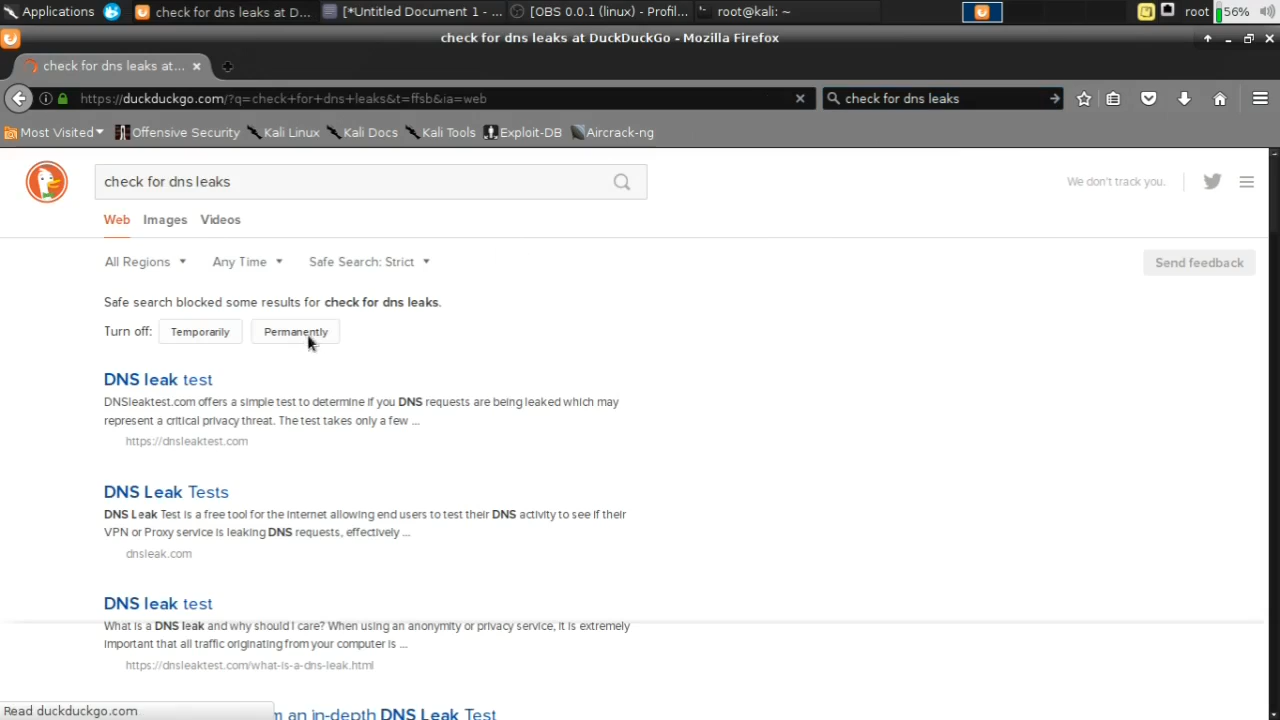 Applications check for dns leaks at D... [*Untitled Document 1 - ... [OBS 0.0.1 (linux) - Profil... root@kali: ~ root 56%
check for dns leaks at DuckDuckGo - Mozilla Firefox
check for dns leaks at...
https://duckduckgo.com/?q=check+for+dns+leaks&t=ffsb&ia=web check for dns leaks
Most Visited Offensive Security Kali Linux Kali Docs Kali Tools Exploit-DB Aircrack-ng
check for dns leaks We don't track you.
Web Images Videos
All Regions Any Time Safe Search: Strict Send feedback
Safe search blocked some results for check for dns leaks.
Turn off: Temporarily Permanently
DNS leak test
DNSleaktest.com offers a simple test to determine if you DNS requests are being leaked which may
represent a critical privacy threat. The test takes only a few ...
https://dnsleaktest.com
DNS Leak Tests
DNS Leak Test is a free tool for the internet allowing end users to test their DNS activity to see if their
VPN or Proxy service is leaking DNS requests, effectively ...
dnsleak.com
DNS leak test
What is a DNS leak and why should I care? When using an anonymity or privacy service, it is extremely
important that all traffic originating from your computer is ...
https://dnsleaktest.com/what-is-a-dns-leak.html
Read duckduckgo.com an in-depth DNS Leak Test